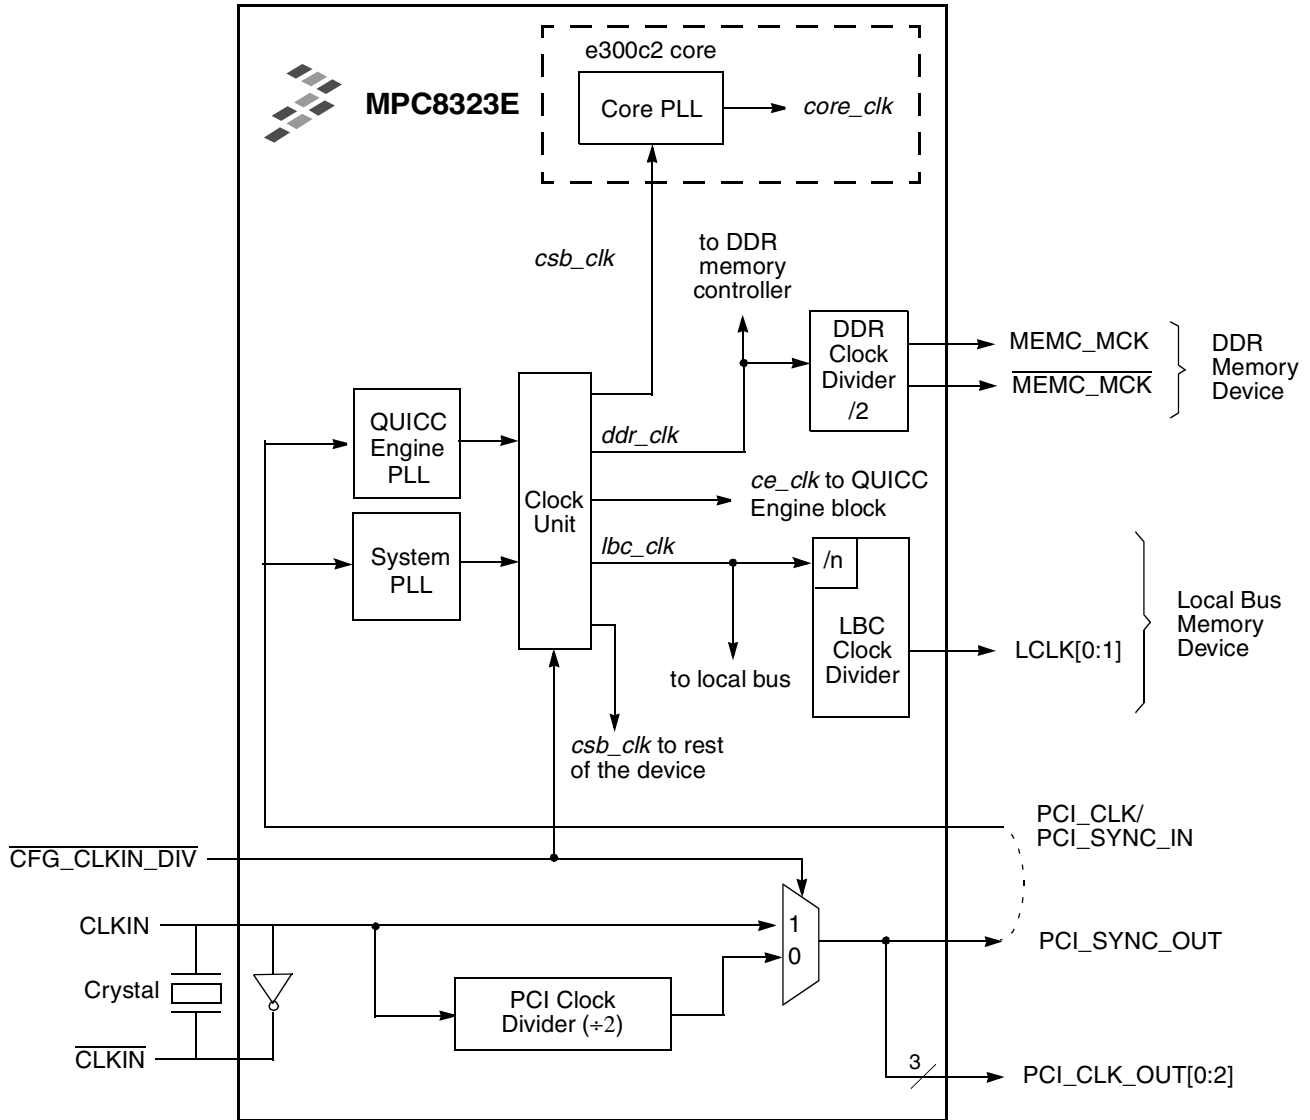 e300c2 core
MPC8323E
Core PLL
core_clk
csb_clk
to DDR
memory
controller
DDR
Clock
Divider
/2
MEMC_MCK
MEMC_MCK
DDR
Memory
Device
QUICC
Engine
PLL
System
PLL
Clock
Unit
ddr_clk
ce_clk to QUICC
Engine block
lbc_clk
/n
LBC
Clock
Divider
to local bus
LCLK[0:1]
Local Bus
Memory
Device
csb_clk to rest
of the device
PCI_CLK/
PCI_SYNC_IN
CFG_CLKIN_DIV
CLKIN
1
0
PCI_SYNC_OUT
Crystal
PCI Clock
Divider (÷2)
CLKIN
3
PCI_CLK_OUT[0:2]